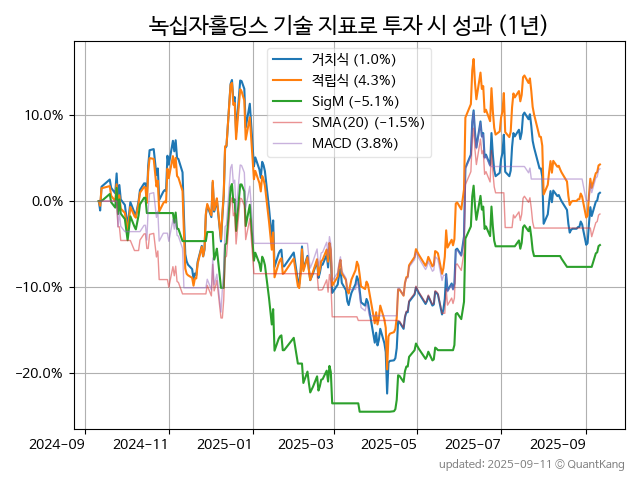 녹십자홀딩스 기술 지표로 투자 시 성과 (1년)
거치식 (1.0%)
적립식 (4.3%)
SigM (−5.1%)
SMA(20) (−1.5%)
MACD (3.8%)
10.0%
0.0%
−10.0%
−20.0%
2024-09 2024-11 2025-01 2025-03 2025-05 2025-07 2025-09
updated: 2025-09-11 © QuantKang